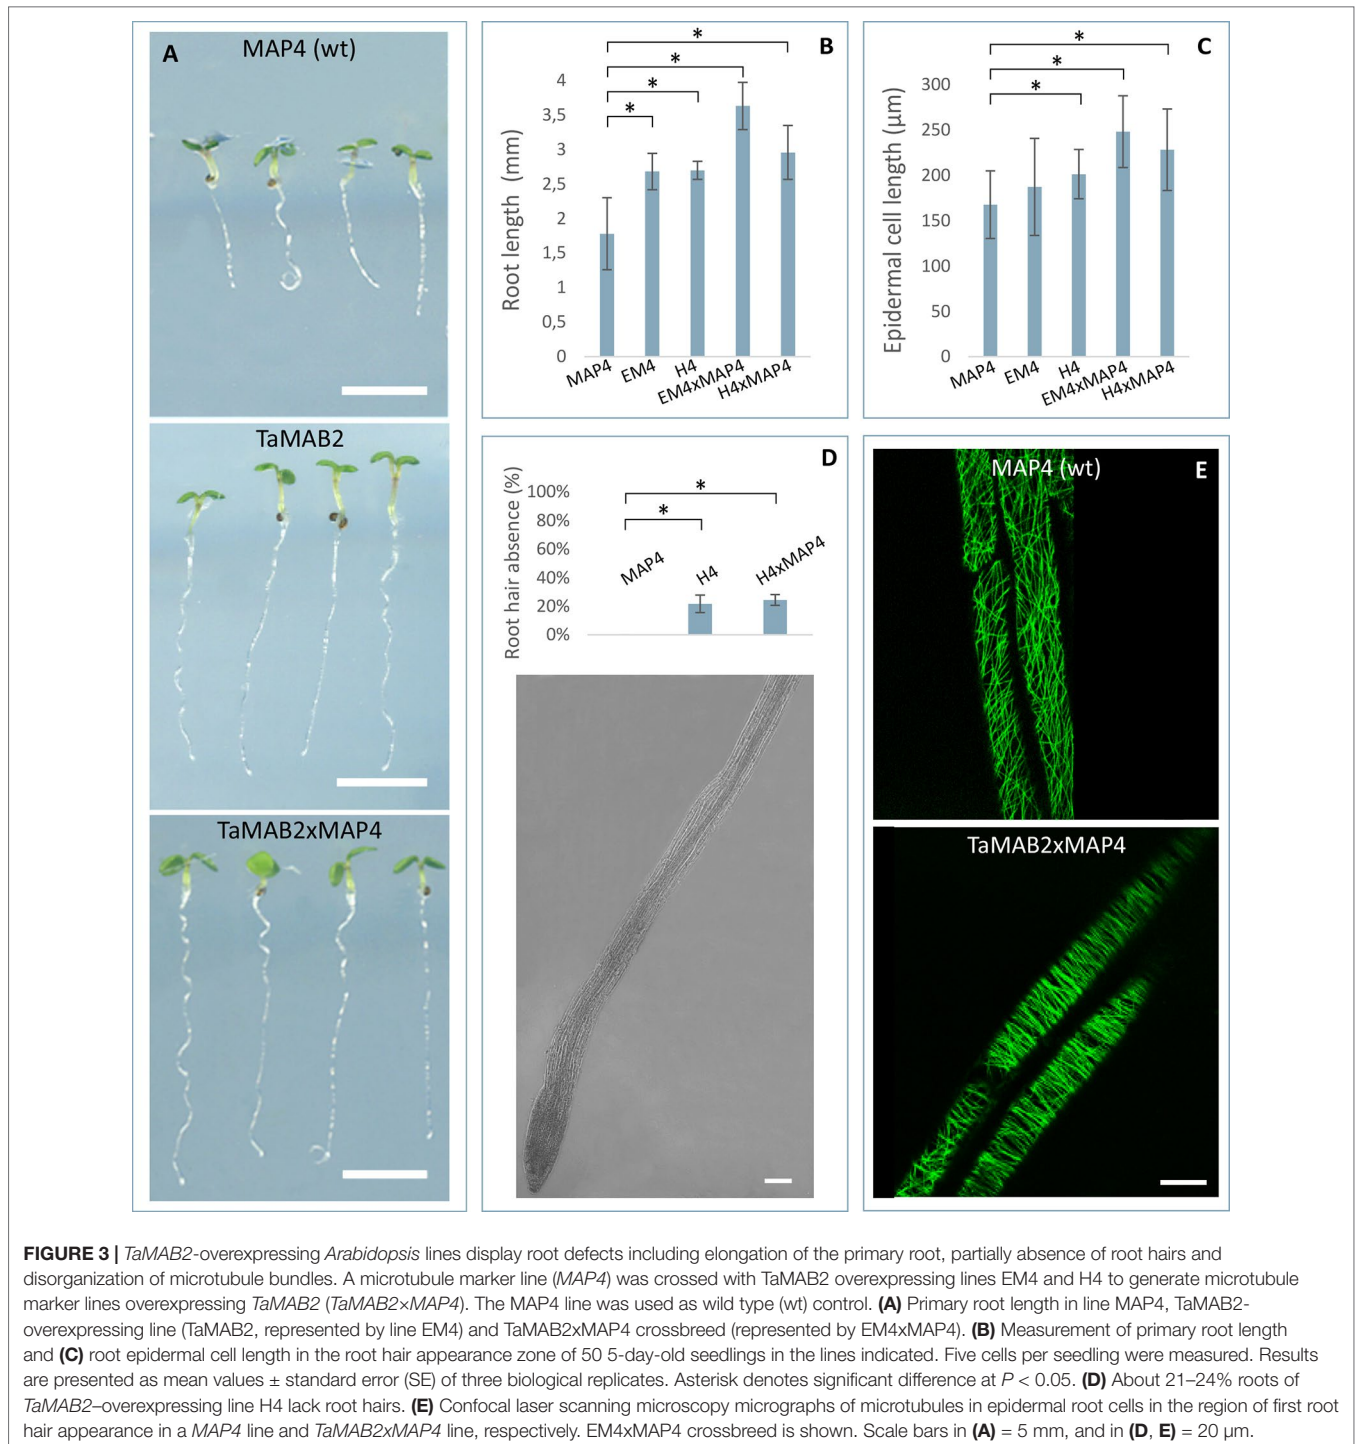 A
MAP4 (wt)
TaMAB2
TaMAB2xMAP4
B
Root length (mm)
4
3,5
3
2,5
2
1,5
1
0,5
0
* * * *
MAP4 EM4 H4 EM4xMAP4 H4xMAP4
C
Epidermal cell length (µm)
300
250
200
150
100
50
0
* * *
MAP4 EM4 H4 EM4xMAP4 H4xMAP4
D
Root hair absence (%)
100%
80%
60%
40%
20%
0%
* *
MAP4 H4 H4xMAP4
E
MAP4 (wt)
TaMAB2xMAP4
FIGURE 3 | TaMAB2-overexpressing Arabidopsis lines display root defects including elongation of the primary root, partially absence of root hairs and
disorganization of microtubule bundles. A microtubule marker line (MAP4) was crossed with TaMAB2 overexpressing lines EM4 and H4 to generate microtubule
marker lines overexpressing TaMAB2 (TaMAB2×MAP4). The MAP4 line was used as wild type (wt) control. (A) Primary root length in line MAP4, TaMAB2-
overexpressing line (TaMAB2, represented by line EM4) and TaMAB2xMAP4 crossbreed (represented by EM4xMAP4). (B) Measurement of primary root length
and (C) root epidermal cell length in the root hair appearance zone of 50 5-day-old seedlings in the lines indicated. Five cells per seedling were measured. Results
are presented as mean values ± standard error (SE) of three biological replicates. Asterisk denotes significant difference at P < 0.05. (D) About 21–24% roots of
TaMAB2–overexpressing line H4 lack root hairs. (E) Confocal laser scanning microscopy micrographs of microtubules in epidermal root cells in the region of first root
hair appearance in a MAP4 line and TaMAB2xMAP4 line, respectively. EM4xMAP4 crossbreed is shown. Scale bars in (A) = 5 mm, and in (D, E) = 20 µm.